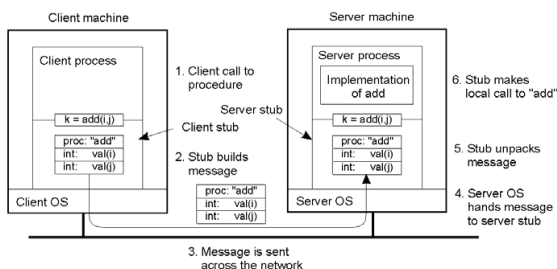 Client machine
Server machine
Client process
Server process
1. Client call to
procedure
Implementation
of add
6. Stub makes
local call to "add"
Server stub
k = add(i,j)
k = add(i,j)
Client stub
proc: "add"
int: val(i)
int: val(j)
proc: "add"
int: val(i)
int: val(j)
5. Stub unpacks
message
2. Stub builds
message
proc: "add"
int: val(i)
int: val(j)
4. Server OS
hands message
to server stub
Client OS
Server OS
3. Message is sent
across the network